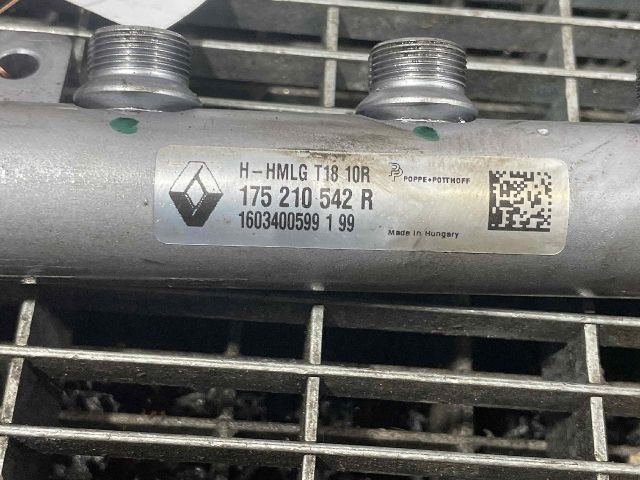 H-HMLG T18 10R
175 210 542 R
1603400599 1 99
POPPE+POTTHOFF
Made in Hungary